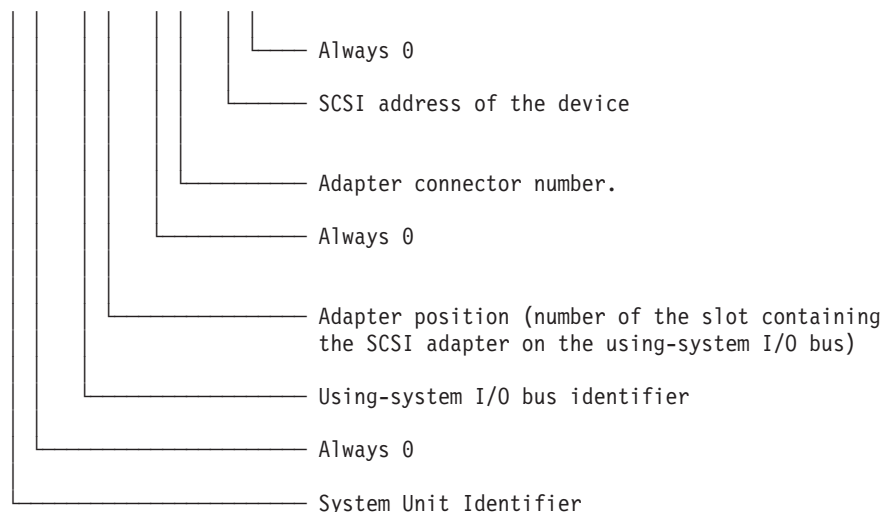 Always 0
SCSI address of the device
Adapter connector number.
Always 0
Adapter position (number of the slot containing
the SCSI adapter on the using-system I/O bus)
Using-system I/O bus identifier
Always 0
System Unit Identifier